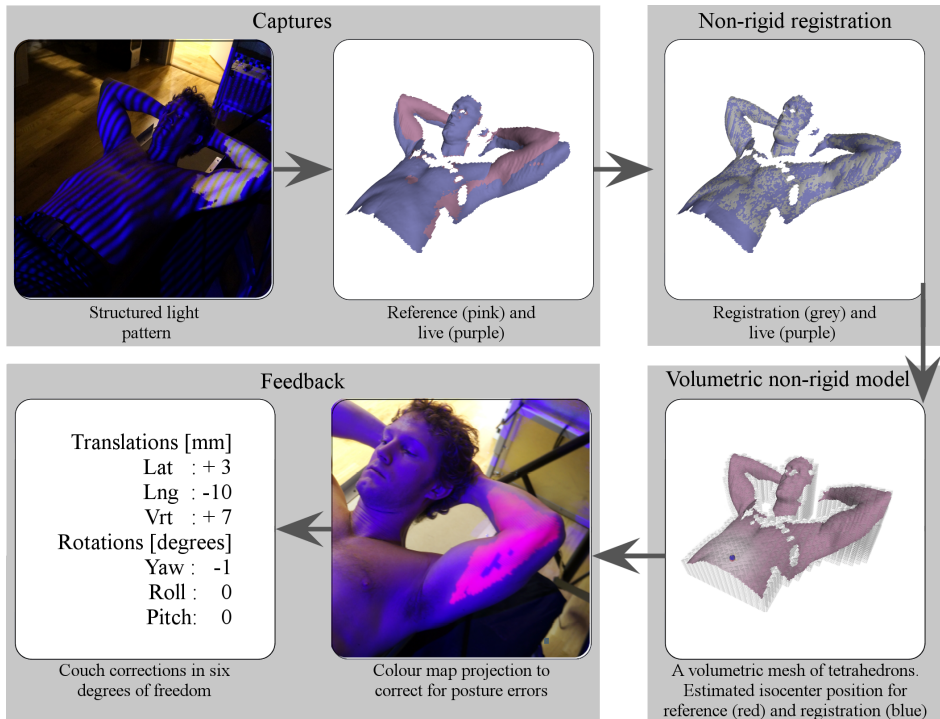 Captures
Structured light
pattern
Reference (pink) and
live (purple)
Non-rigid registration
Registration (grey) and
live (purple)
Volumetric non-rigid model
A volumetric mesh of tetrahedrons.
Estimated isocenter position for
reference (red) and registration (blue)
Feedback
Colour map projection to
correct for posture errors
Translations [mm]
Lat : + 3
Lng : -10
Vrt : + 7
Rotations [degrees]
Yaw : -1
Roll : 0
Pitch: 0
Couch corrections in six
degrees of freedom